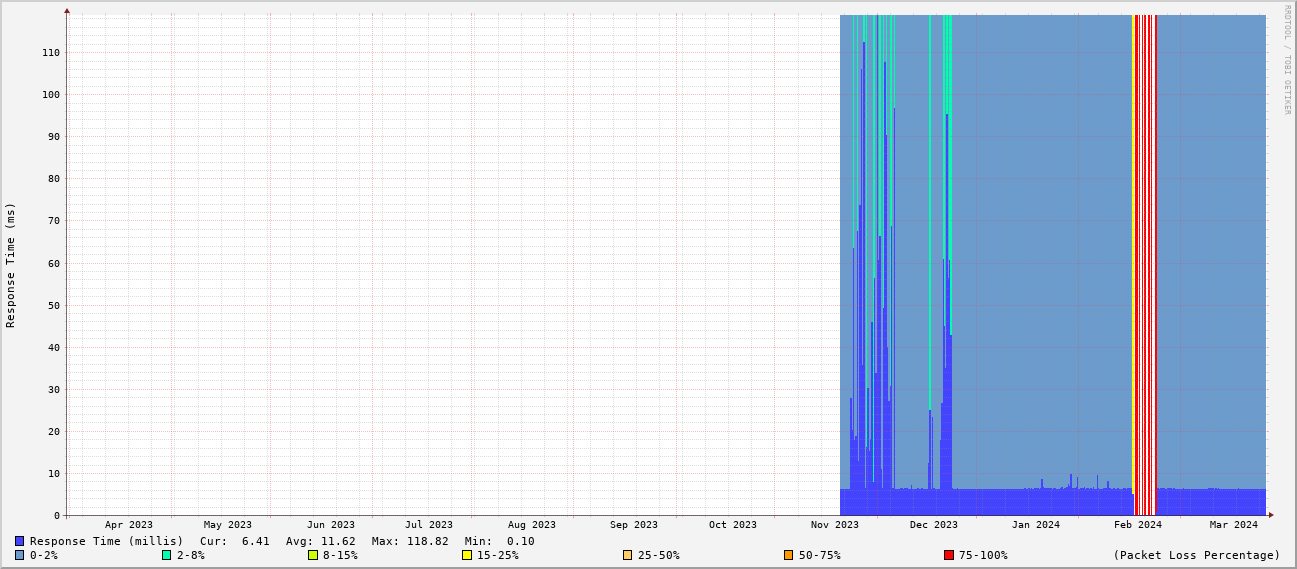 RRDTOOL / TOBI OETIKER
Response Time (ms)
110
100
90
80
70
60
50
40
30
20
10
0
Apr 2023 May 2023 Jun 2023 Jul 2023 Aug 2023 Sep 2023 Oct 2023 Nov 2023 Dec 2023 Jan 2024 Feb 2024 Mar 2024
Response Time (millis) Cur: 6.41 Avg: 11.62 Max: 118.82 Min: 0.10
0-2% 2-8% 8-15% 15-25% 25-50% 50-75% 75-100% (Packet Loss Percentage)